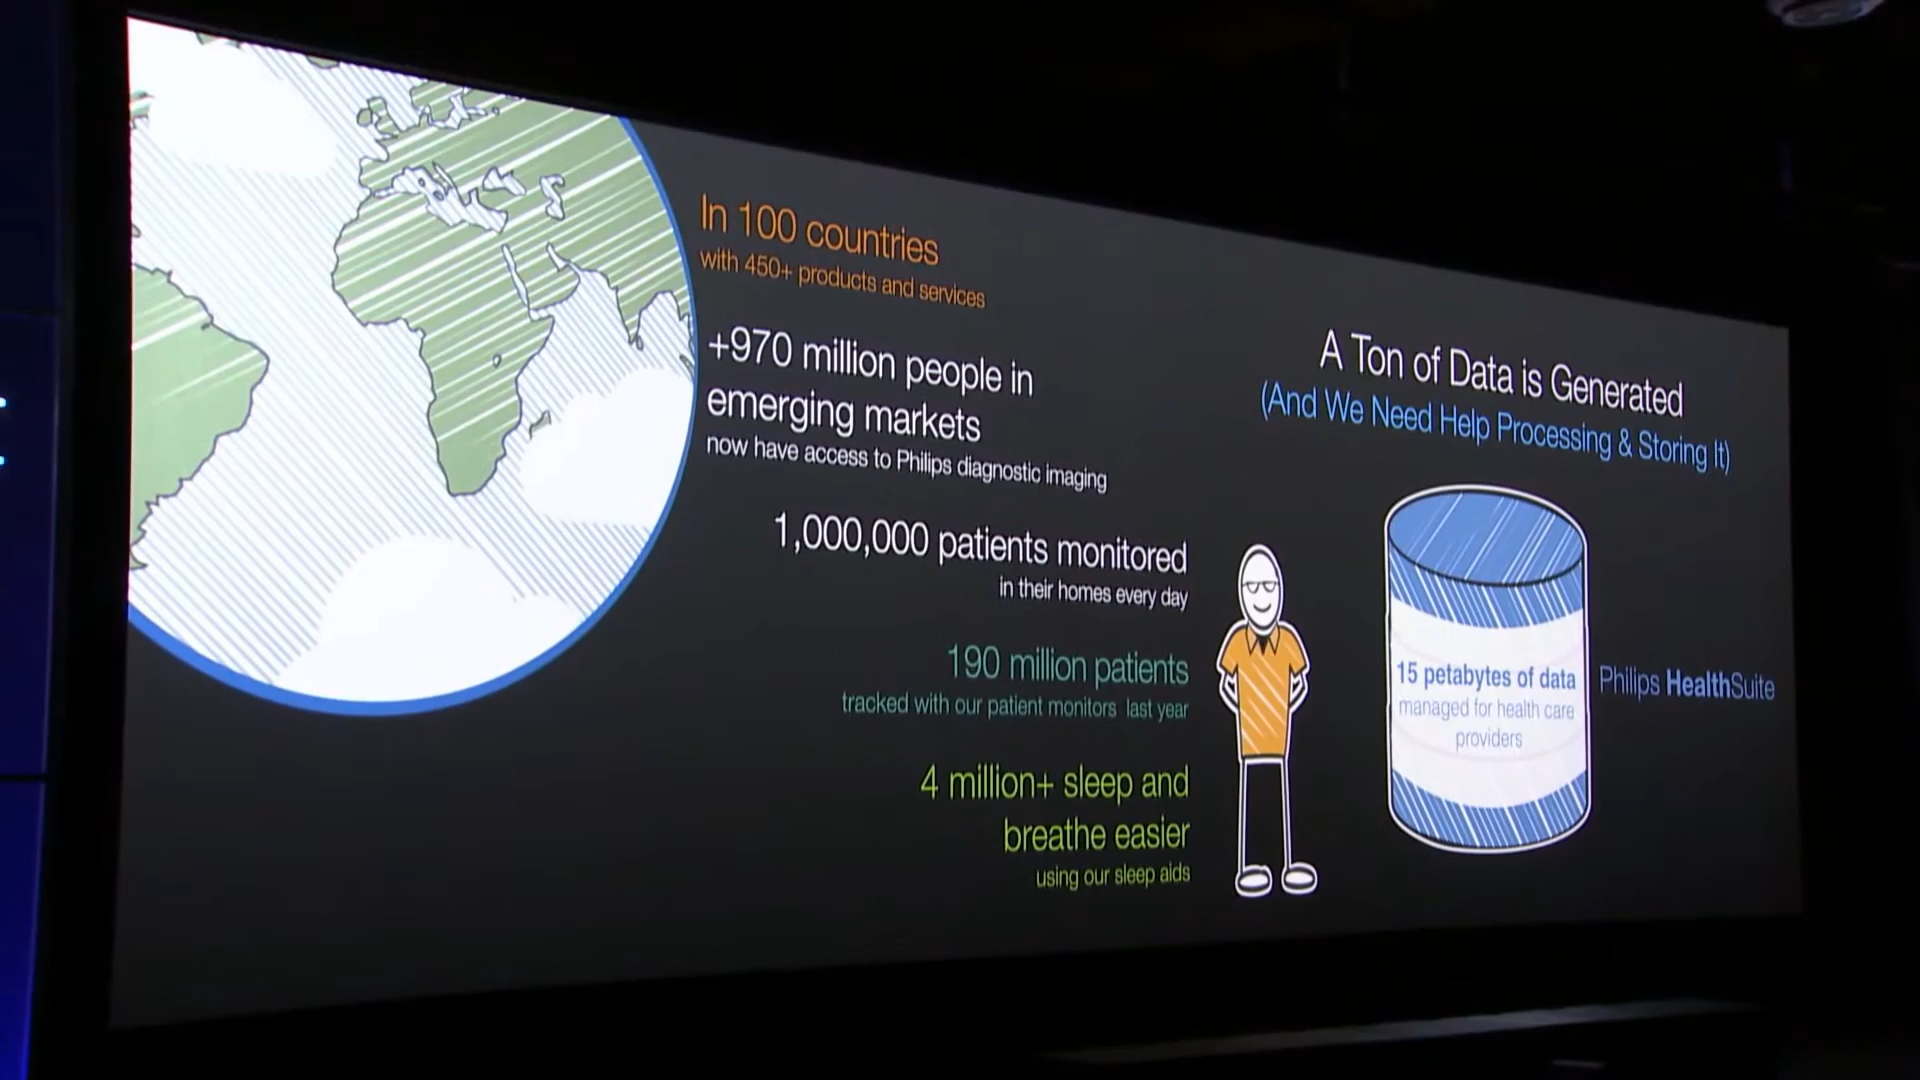 In 100 countries
with 450+ products and services
+970 million people in
emerging markets
now have access to Philips diagnostic imaging
1,000,000 patients monitored
in their homes every day
190 million patients
tracked with our patient monitors last year
4 million+ sleep and
breathe easier
using our sleep aids
A Ton of Data is Generated
(And We Need Help Processing & Storing It)
15 petabytes of data
managed for health care
providers
Philips HealthSuite